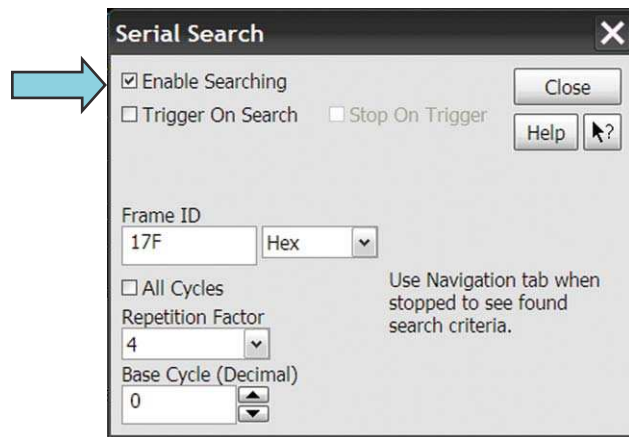 Serial Search
Enable Searching
Close
Trigger On Search
Stop On Trigger
Help
?
Frame ID
17F
Hex
All Cycles
Use Navigation tab when
stopped to see found
search criteria.
Repetition Factor
4
Base Cycle (Decimal)
0